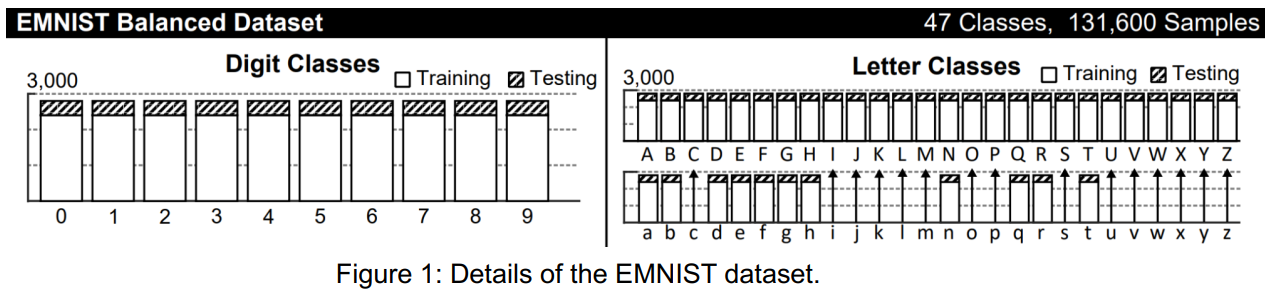 EMNIST Balanced Dataset 47 Classes, 131,600 Samples
Digit Classes
3,000 Training Testing
0 1 2 3 4 5 6 7 8 9
Letter Classes
3,000 Training Testing
A B C D E F G H I J K L M N O P Q R S T U V W X Y Z
a b c d e f g h i j k l m n o p q r s t u v w x y z
Figure 1: Details of the EMNIST dataset.